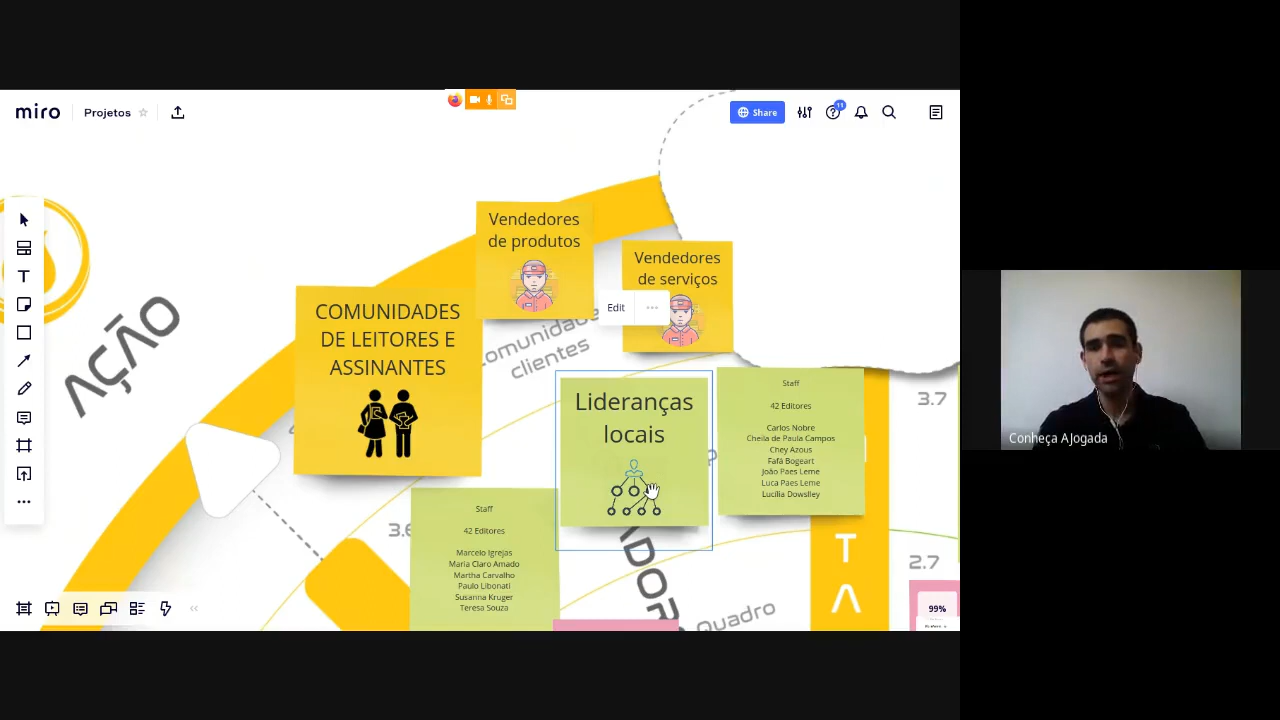 miro
Projetos
Share
11
AÇÃO
Vendedores
de produtos
Vendedores
de serviços
Edit
COMUNIDADES
DE LEITORES E
ASSINANTES
clientes
Lideranças
locais
Staff
42 Editores
Carlos Nobre
Cheila de Paula Campos
Chey Azous
Fafá Bogeart
João Paes Leme
Luca Paes Leme
Lucília Dowslley
3.7
Staff
42 Editores
Marcelo Igrejas
Maria Claro Amado
Martha Carvalho
Paulo Libonati
Susanna Kruger
Teresa Souza
2.7
Quadro
T
99%
Conheça AJogada